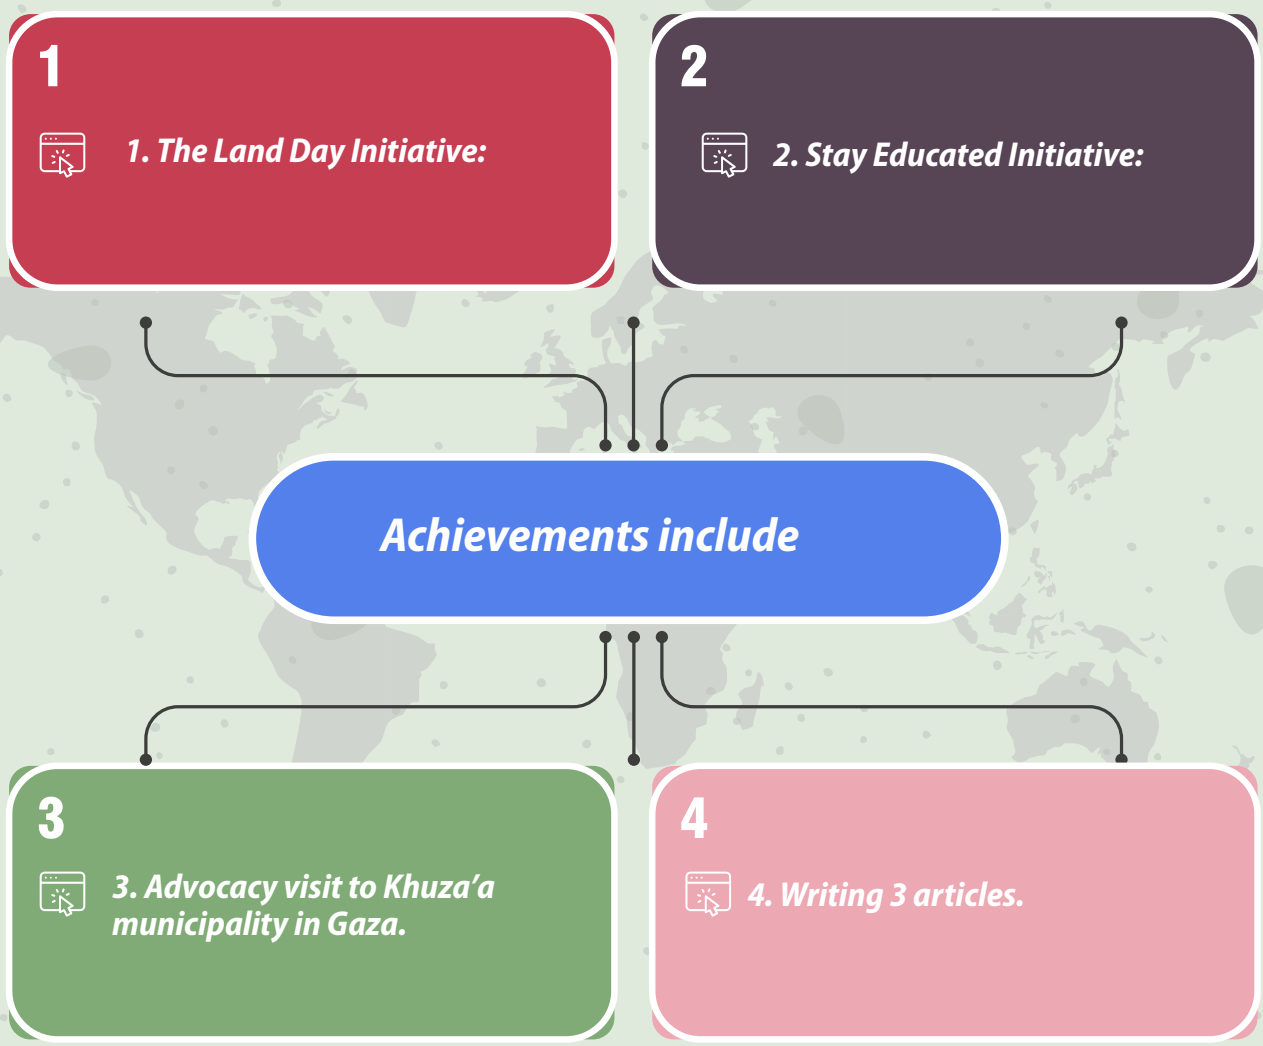 1
1. The Land Day Initiative:
2
2. Stay Educated Initiative:
Achievements include
3
3. Advocacy visit to Khuza’a
municipality in Gaza.
4
4. Writing 3 articles.